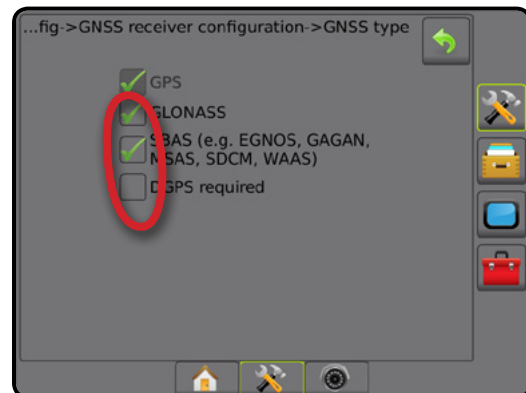 ...fig->GNSS receiver configuration->GNSS type
GPS
GLONASS
SBAS (e.g. EGNOS, GAGAN,
MSAS, SDCM, WAAS)
DGPS required